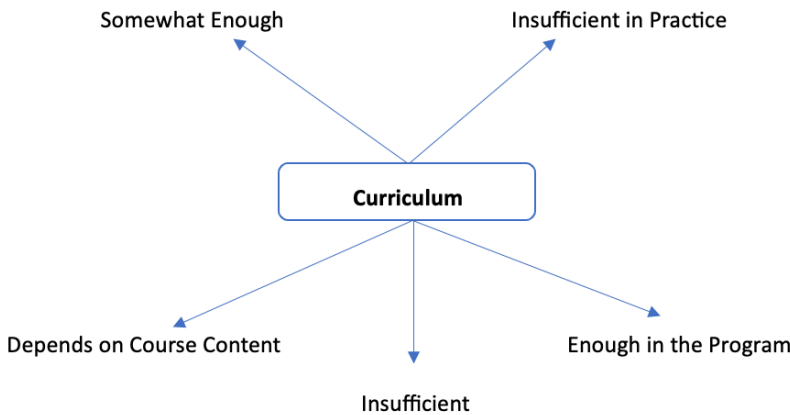 Somewhat Enough
Insufficient in Practice
Curriculum
Depends on Course Content
Enough in the Program
Insufficient